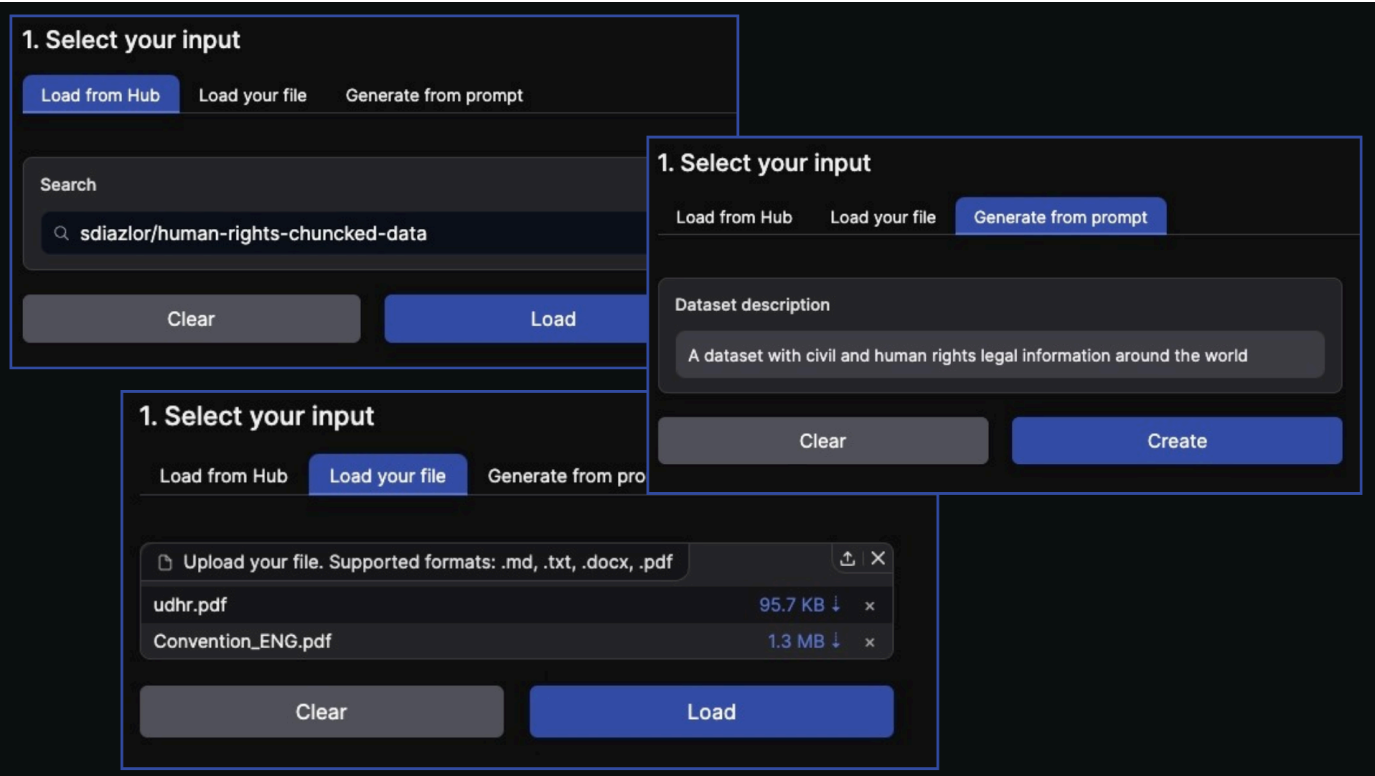 1. Select your input
Load from Hub Load your file Generate from prompt
Search
sdiazlor/human-rights-chuncked-data
Clear Load
1. Select your input
Load from Hub Load your file Generate from prompt
Dataset description
A dataset with civil and human rights legal information around the world
Clear Create
1. Select your input
Load from Hub Load your file Generate from pro
Upload your file. Supported formats: .md, .txt, .docx, .pdf
udhr.pdf 95.7 KB ↓ ×
Convention_ENG.pdf 1.3 MB ↓ ×
Clear Load